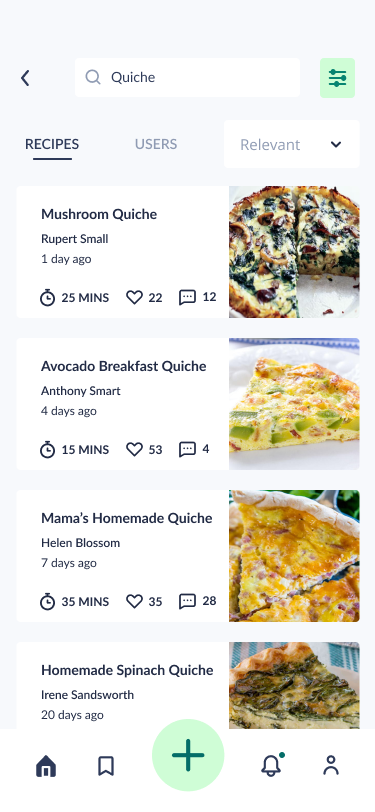 Quiche
RECIPES
USERS
Relevant
Mushroom Quiche
Rupert Small
1 day ago
25 MINS
22
12
Avocado Breakfast Quiche
Anthony Smart
4 days ago
15 MINS
53
4
Mama’s Homemade Quiche
Helen Blossom
7 days ago
35 MINS
35
28
Homemade Spinach Quiche
Irene Sandsworth
20 days ago